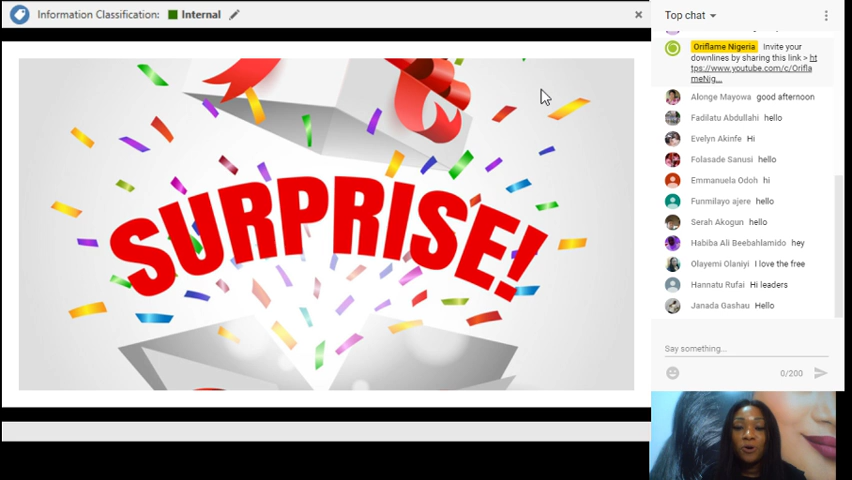 Information Classification: Internal
SURPRISE!
Top chat
Oriflame Nigeria Invite your
downlines by sharing this link > ht
tps://www.youtube.com/c/Orifla
meNig...
Alonge Mayowa good afternoon
Fadilatu Abdullahi hello
Evelyn Akinfe Hi
Folasade Sanusi hello
Emmanuela Odoh hi
Funmilayo ajere hello
Serah Akogun hello
Habiba Ali Beebahlamido hey
Olayemi Olaniyi I love the free
Hannatu Rufai Hi leaders
Janada Gashau Hello
Say something...
0/200